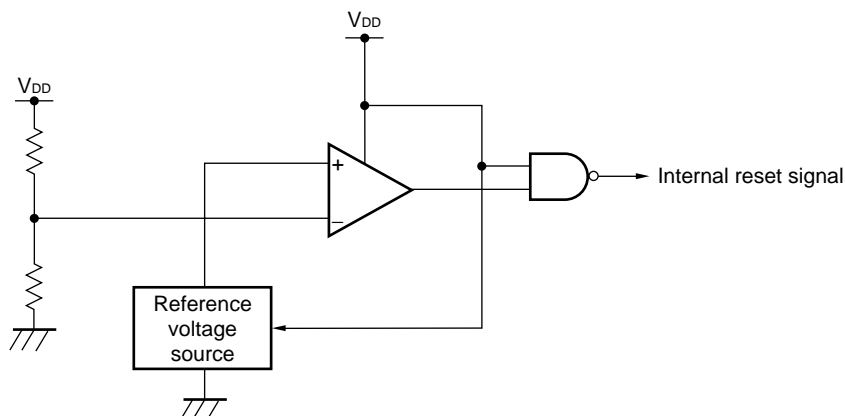 VDD
VDD
+
−
Internal reset signal
Reference
voltage
source